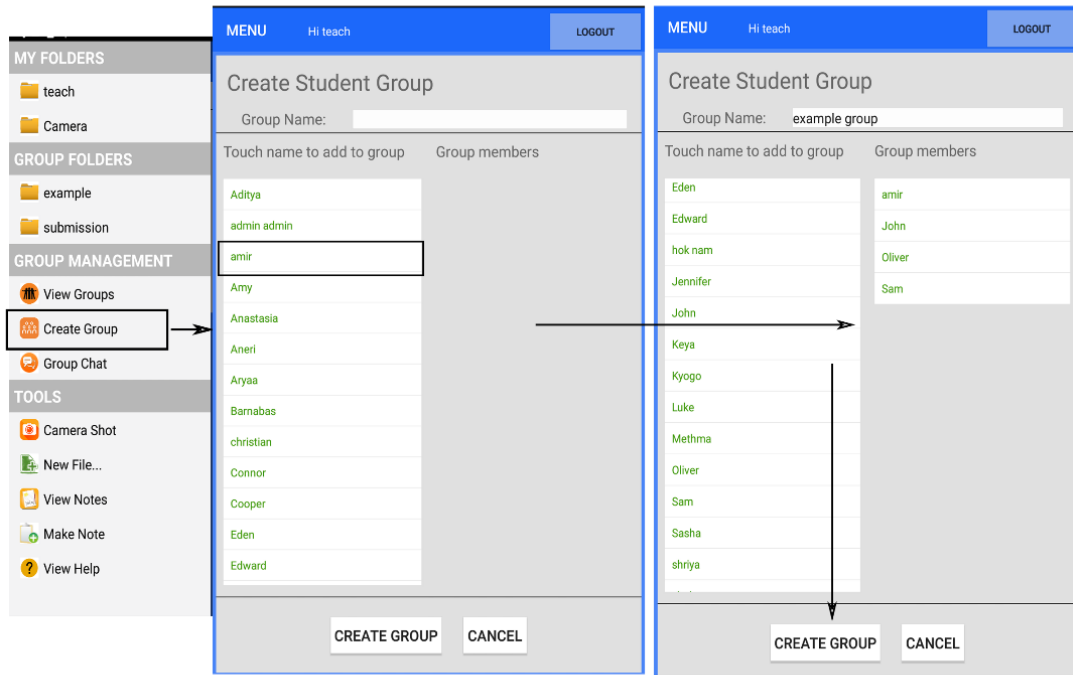 MY FOLDERS
teach
Camera
GROUP FOLDERS
example
submission
GROUP MANAGEMENT
View Groups
Create Group
Group Chat
TOOLS
Camera Shot
New File...
View Notes
Make Note
View Help
MENU Hi teach LOGOUT
Create Student Group
Group Name:
Touch name to add to group Group members
Aditya
admin admin
amir
Amy
Anastasia
Aneri
Aryaa
Barnabas
christian
Connor
Cooper
Eden
Edward
CREATE GROUP CANCEL
MENU Hi teach LOGOUT
Create Student Group
Group Name: example group
Touch name to add to group Group members
Eden
Edward
hok nam
Jennifer
John
Keya
Kyogo
Luke
Methma
Oliver
Sam
Sasha
shriya
amir
John
Oliver
Sam
CREATE GROUP CANCEL